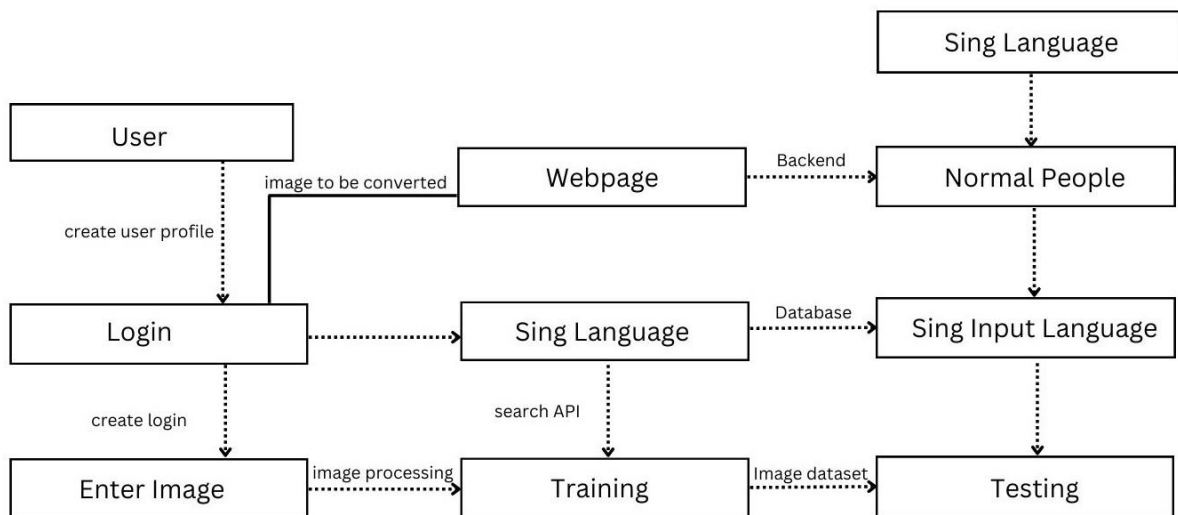 Sing Language
User
image to be converted
Webpage
Backend
Normal People
create user profile
Login
Sing Language
Database
Sing Input Language
create login
search API
Enter Image
image processing
Training
Image dataset
Testing